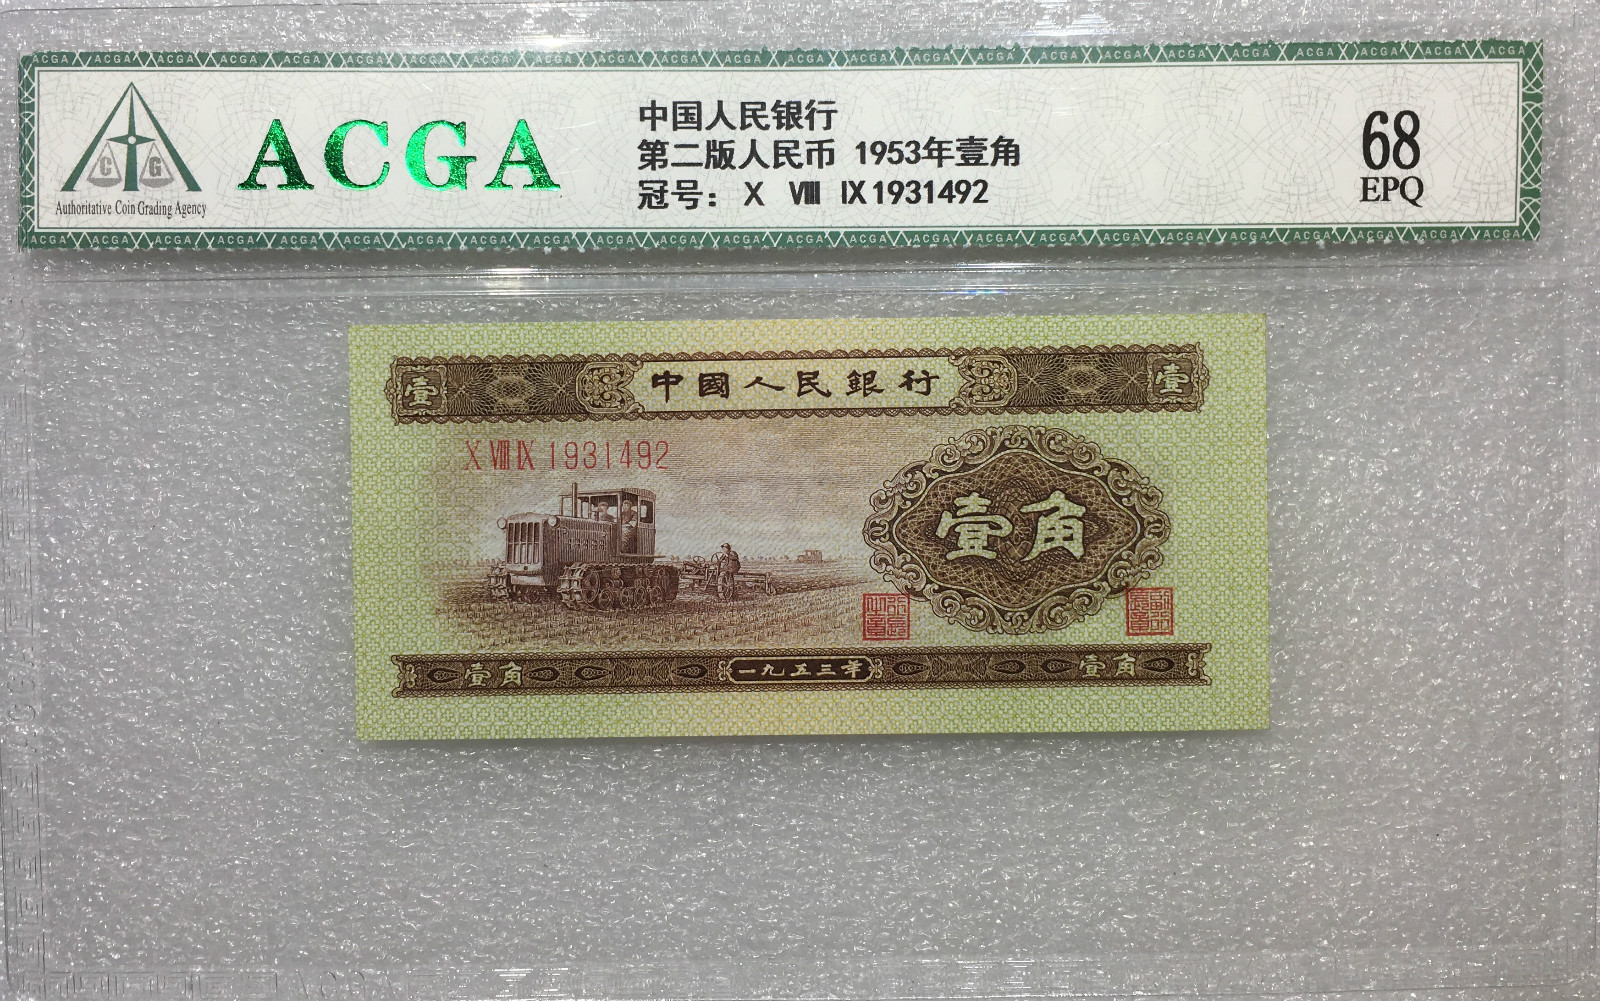 C G
Authoritative Coin Grading Agency
ACGA
中国人民银行
第二版人民币 1953年壹角
冠号： X Ⅷ Ⅸ 1931492
68
EPQ
壹 中國人民銀行 壹
X Ⅷ Ⅸ 1931492
壹角
壹角 一九五三年 壹角